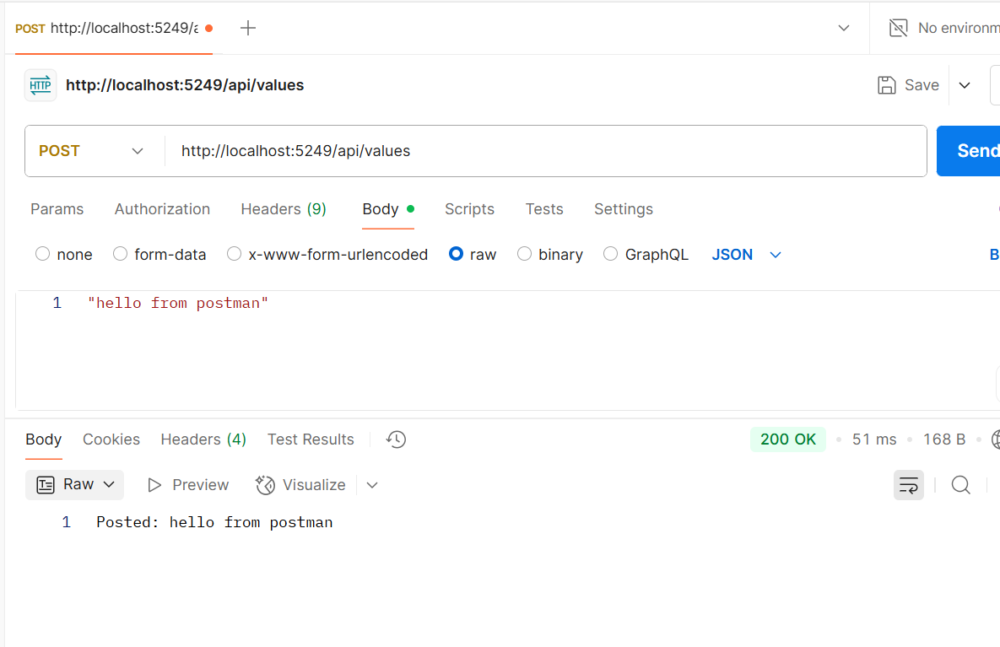 POST http://localhost:5249/a
No environm
HTTP http://localhost:5249/api/values
Save
POST http://localhost:5249/api/values
Send
Params Authorization Headers (9) Body Scripts Tests Settings
none form-data x-www-form-urlencoded raw binary GraphQL JSON B
1 "hello from postman"
Body Cookies Headers (4) Test Results 200 OK • 51 ms • 168 B •
Raw Preview Visualize
1 Posted: hello from postman